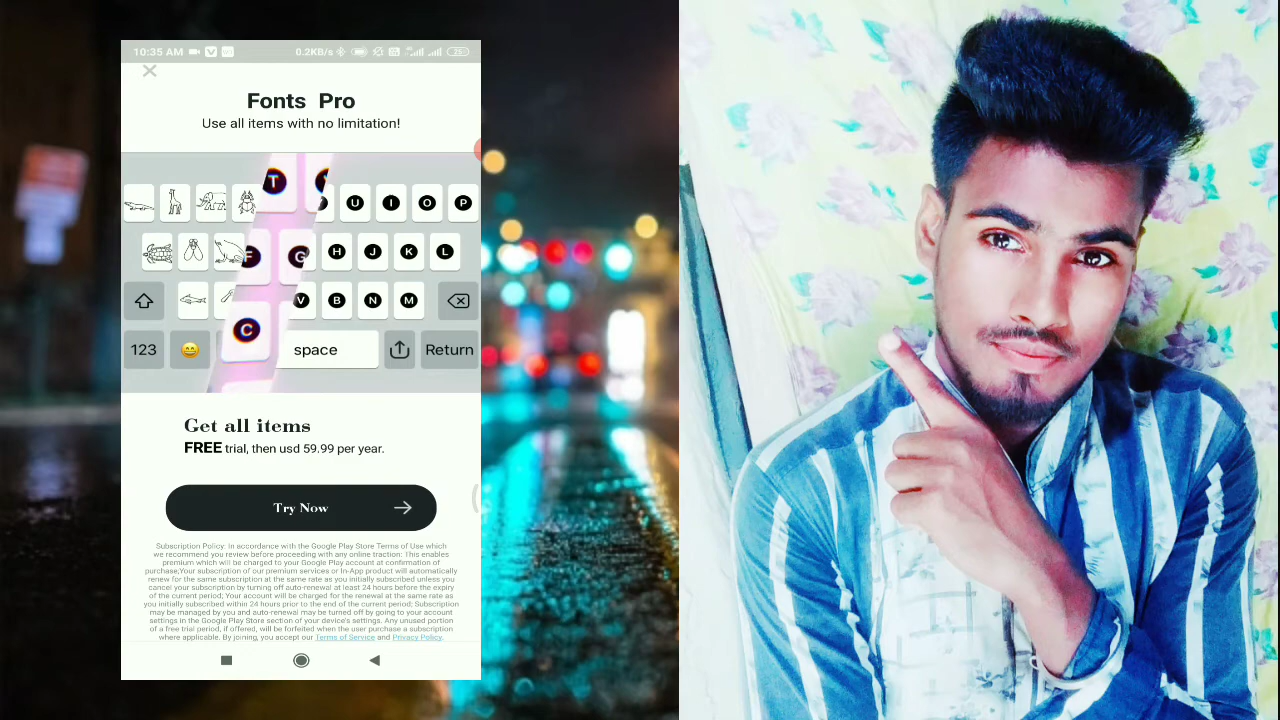 10:35 AM
0.2KB/s
29
Fonts Pro
Use all items with no limitation!
T
U I O P
F G H J K L
C V B N M
123
space
Return
Get all items
FREE trial, then usd 59.99 per year.
Try Now
Subscription Policy: In accordance with the Google Play Store Terms of Use which
we recommend you review before proceeding with any online traction: This enables
premium which will be charged to your Google Play account at confirmation of
purchase;Your subscription of our premium services or In-App product will automatically
renew for the same subscription at the same rate as you initially subscribed unless you
cancel your subscription by turning off auto-renewal at least 24 hours before the expiry
of the current period; Your account will be charged for the renewal at the same rate as
you initially subscribed within 24 hours prior to the end of the current period; Subscription
may be managed by you and auto-renewal may be turned off by going to your account
settings in the Google Play Store section of your device's settings. Any unused portion
of a free trial period, if offered, will be forfeited when the user purchase a subscription
where applicable. By joining, you accept our Terms of Service and Privacy Policy.